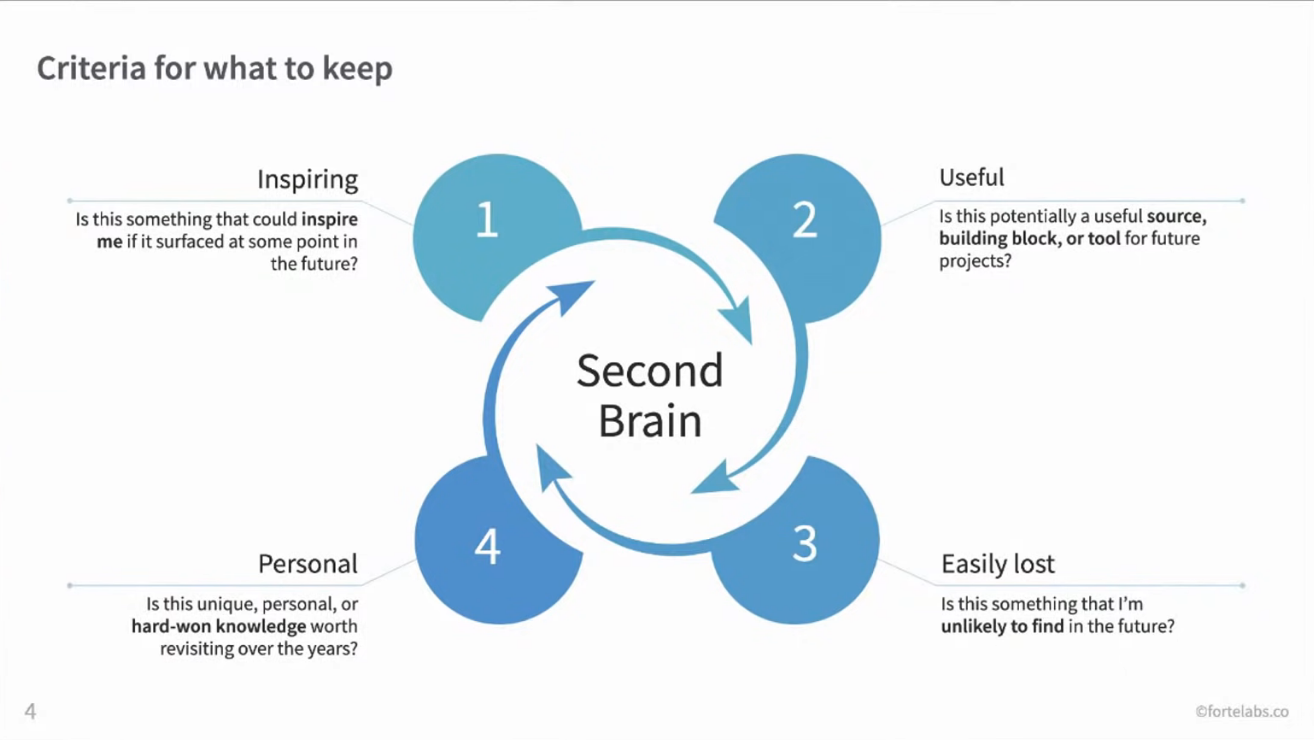 Criteria for what to keep
Inspiring
Is this something that could inspire
me if it surfaced at some point in
the future?
1
2
Useful
Is this potentially a useful source,
building block, or tool for future
projects?
Second
Brain
Personal
Is this unique, personal, or
hard-won knowledge worth
revisiting over the years?
4
3
Easily lost
Is this something that I'm
unlikely to find in the future?
4
©fortelabs.co